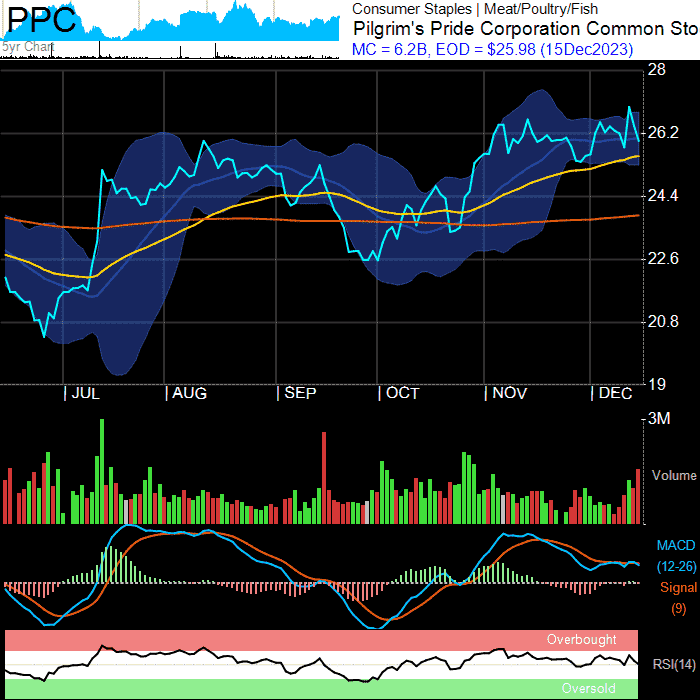 PPC
5yr Chart
Consumer Staples | Meat/Poultry/Fish
Pilgrim's Pride Corporation Common Sto
MC = 6.2B, EOD = $25.98 (15Dec2023)
28
26.2
24.4
22.6
20.8
19
JUL AUG SEP OCT NOV DEC
3M
Volume
MACD
(12-26)
Signal
(9)
Overbought
RSI(14)
Oversold